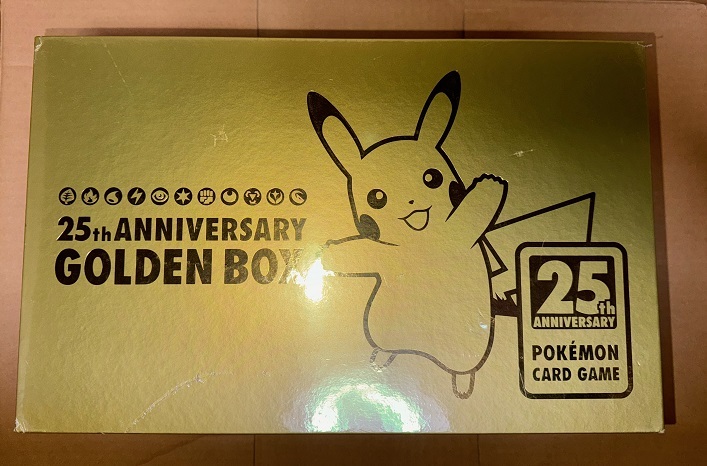 25th ANNIVERSARY
GOLDEN BOX
25th
ANNIVERSARY
POKÉMON
CARD GAME